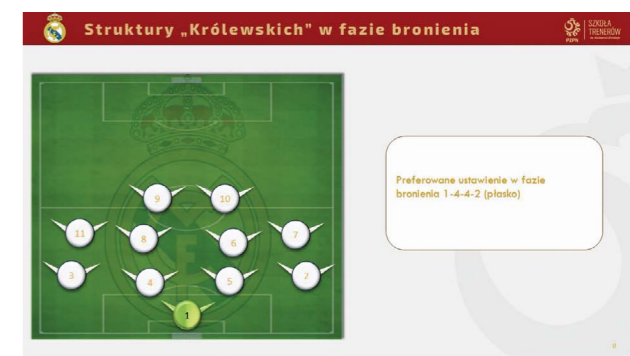 Struktury „Królewskich” w fazie bronienia
PZPN
SZKOŁA
TRENERÓW
9 10
11 8 6 7
3 4 5 2
1
Preferowane ustawienie w fazie
bronienia 1-4-4-2 (płasko)